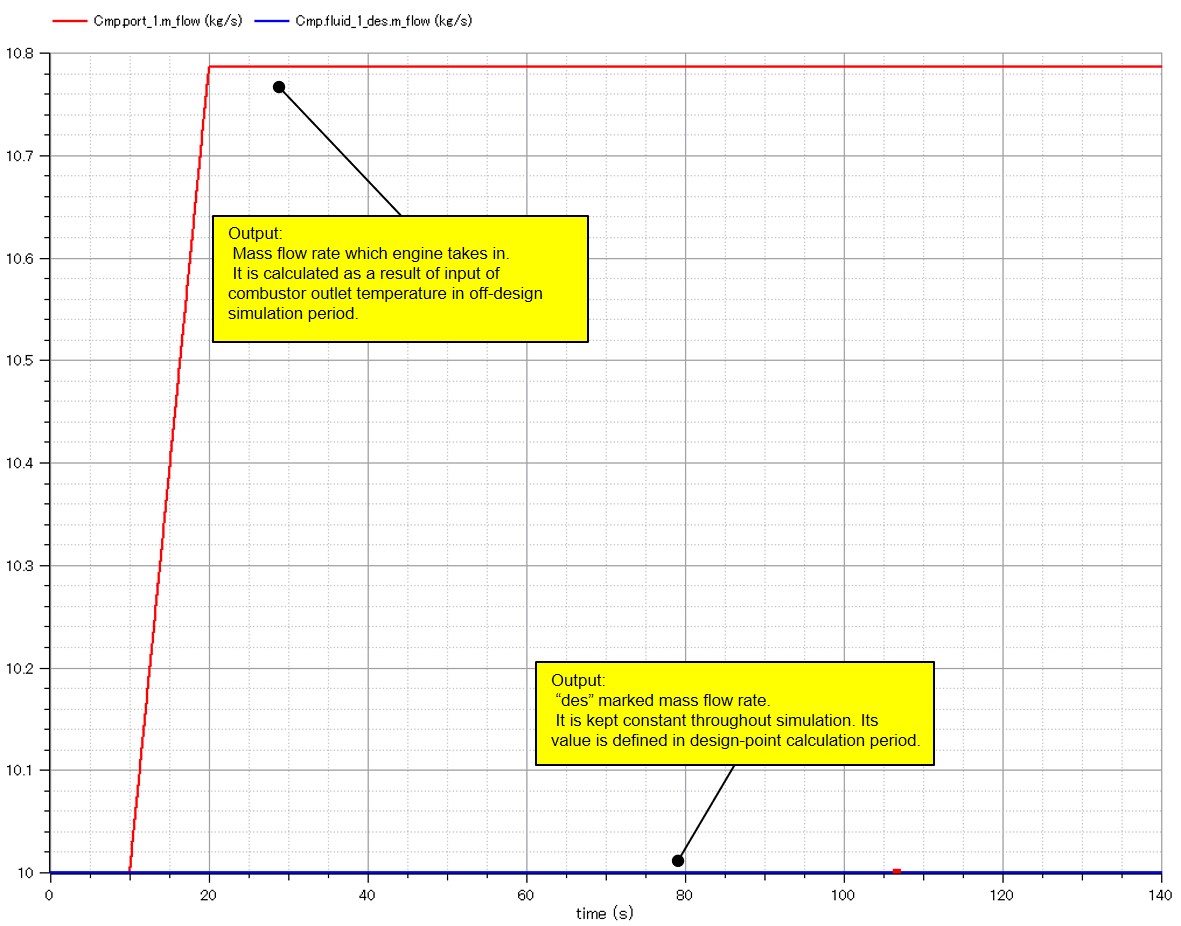 Cmp.port_1.m_flow (kg/s) Cmp.fluid_1_des.m_flow (kg/s)
10.8
10.7
Output:
Mass flow rate which engine takes in.
It is calculated as a result of input of
combustor outlet temperature in off-design
simulation period.
10.6
10.5
10.4
10.3
10.2
Output:
“des” marked mass flow rate.
It is kept constant throughout simulation. Its
value is defined in design-point calculation period.
10.1
10
0 20 40 60 80 100 120 140
time (s)